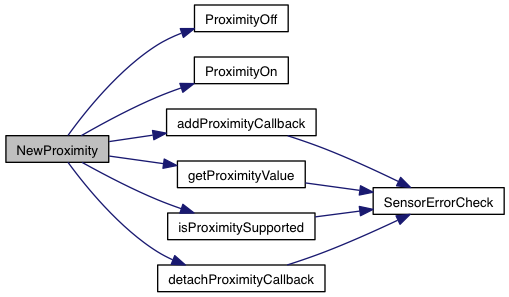 ProximityOff
ProximityOn
addProximityCallback
NewProximity
getProximityValue
SensorErrorCheck
isProximitySupported
detachProximityCallback